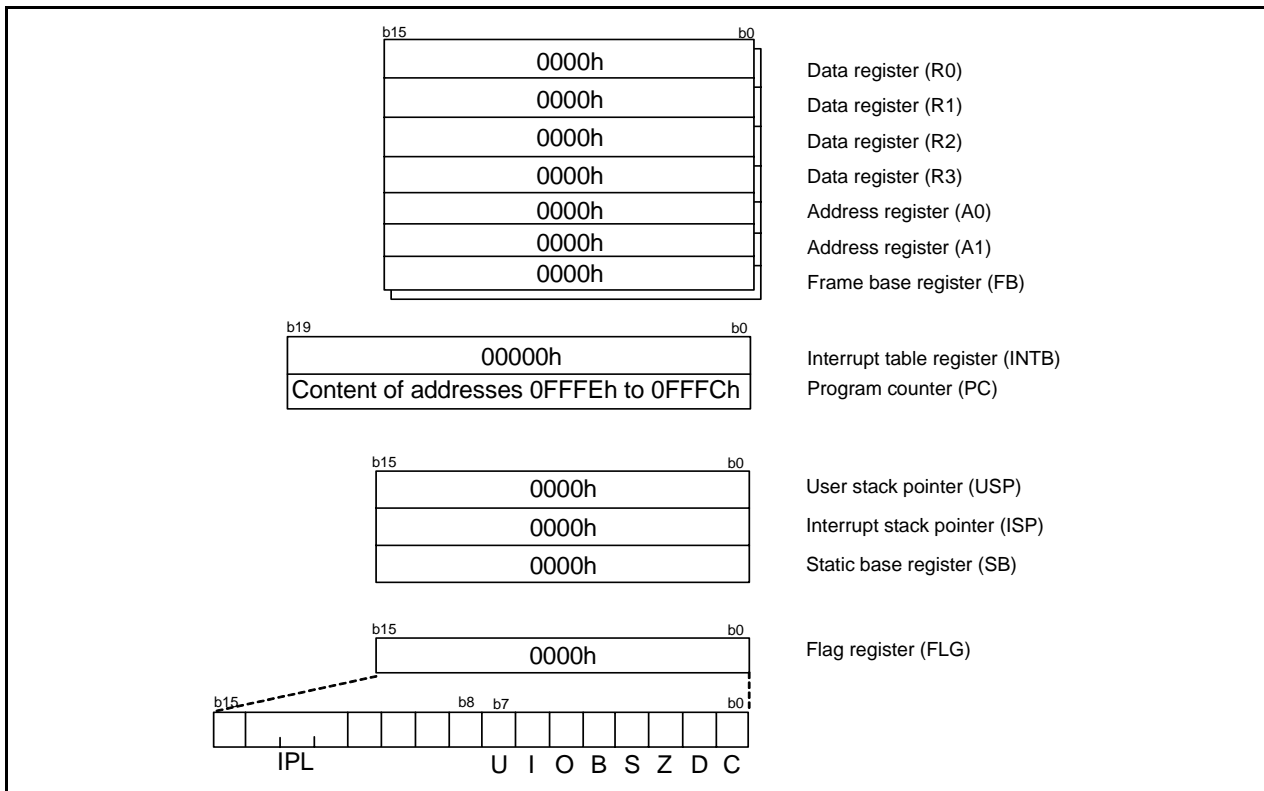 b15 b0
0000h Data register (R0)
0000h Data register (R1)
0000h Data register (R2)
0000h Data register (R3)
0000h Address register (A0)
0000h Address register (A1)
0000h Frame base register (FB)
b19 b0
00000h Interrupt table register (INTB)
Content of addresses 0FFFEh to 0FFFCh Program counter (PC)
b15 b0
0000h User stack pointer (USP)
0000h Interrupt stack pointer (ISP)
0000h Static base register (SB)
b15 b0
0000h Flag register (FLG)
b15 b8 b7 b0
IPL U I O B S Z D C